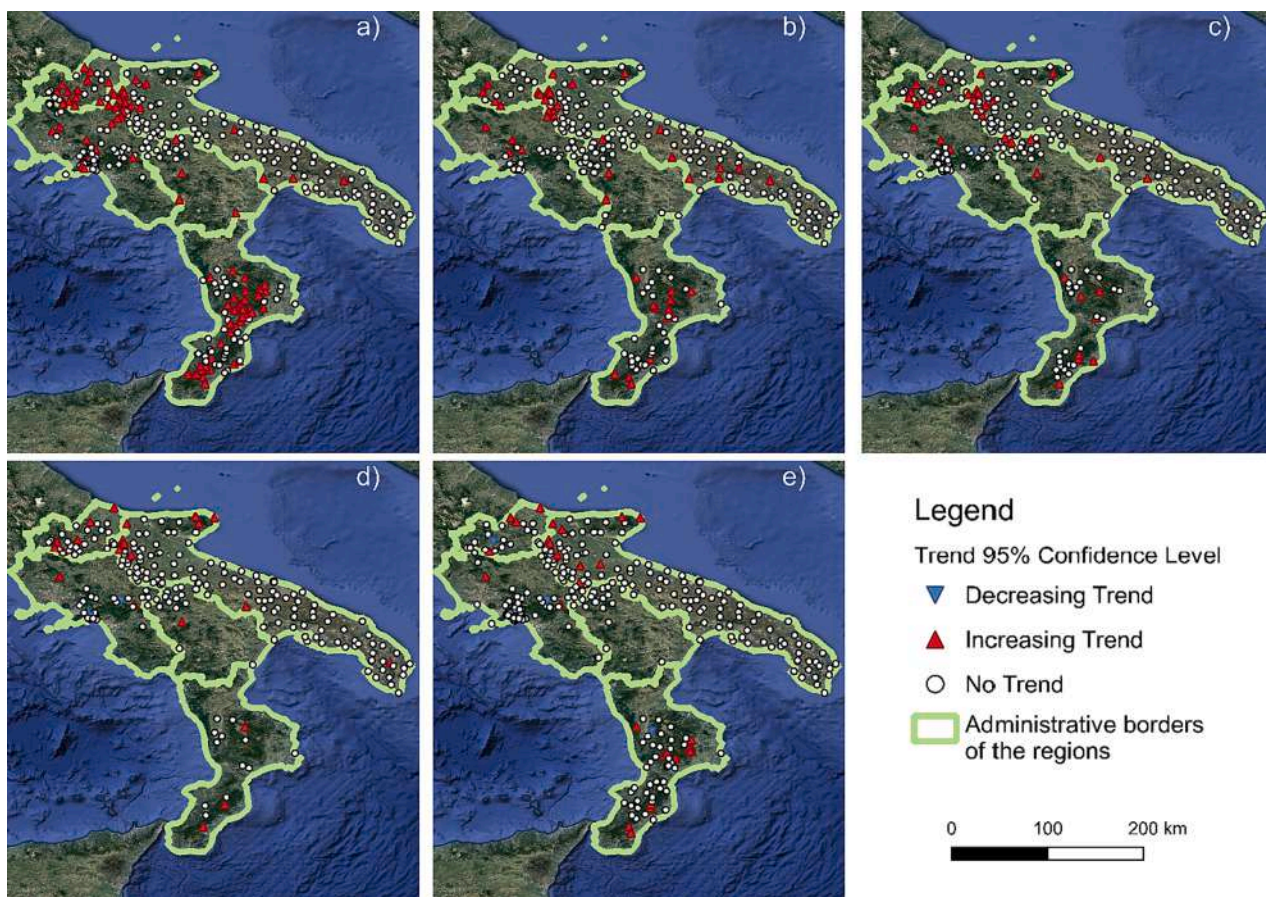 a)
b)
c)
d)
e)
Legend
Trend 95% Confidence Level
Decreasing Trend
Increasing Trend
No Trend
Administrative borders
of the regions
0 100 200 km